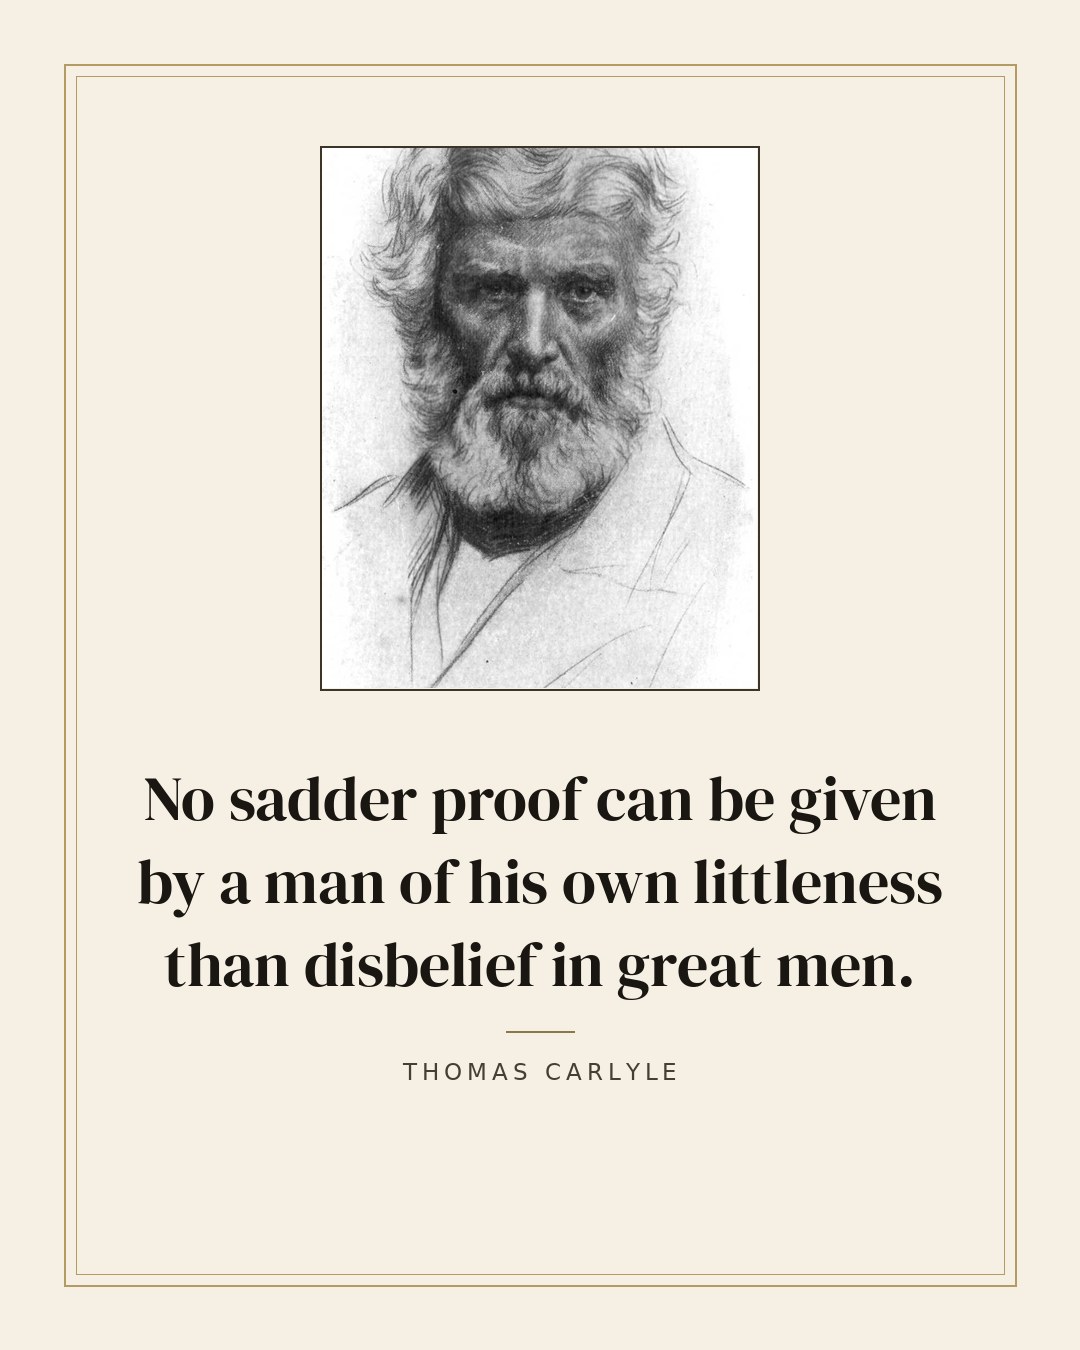 No sadder proof can be given
by a man of his own littleness
than disbelief in great men.
THOMAS CARLYLE